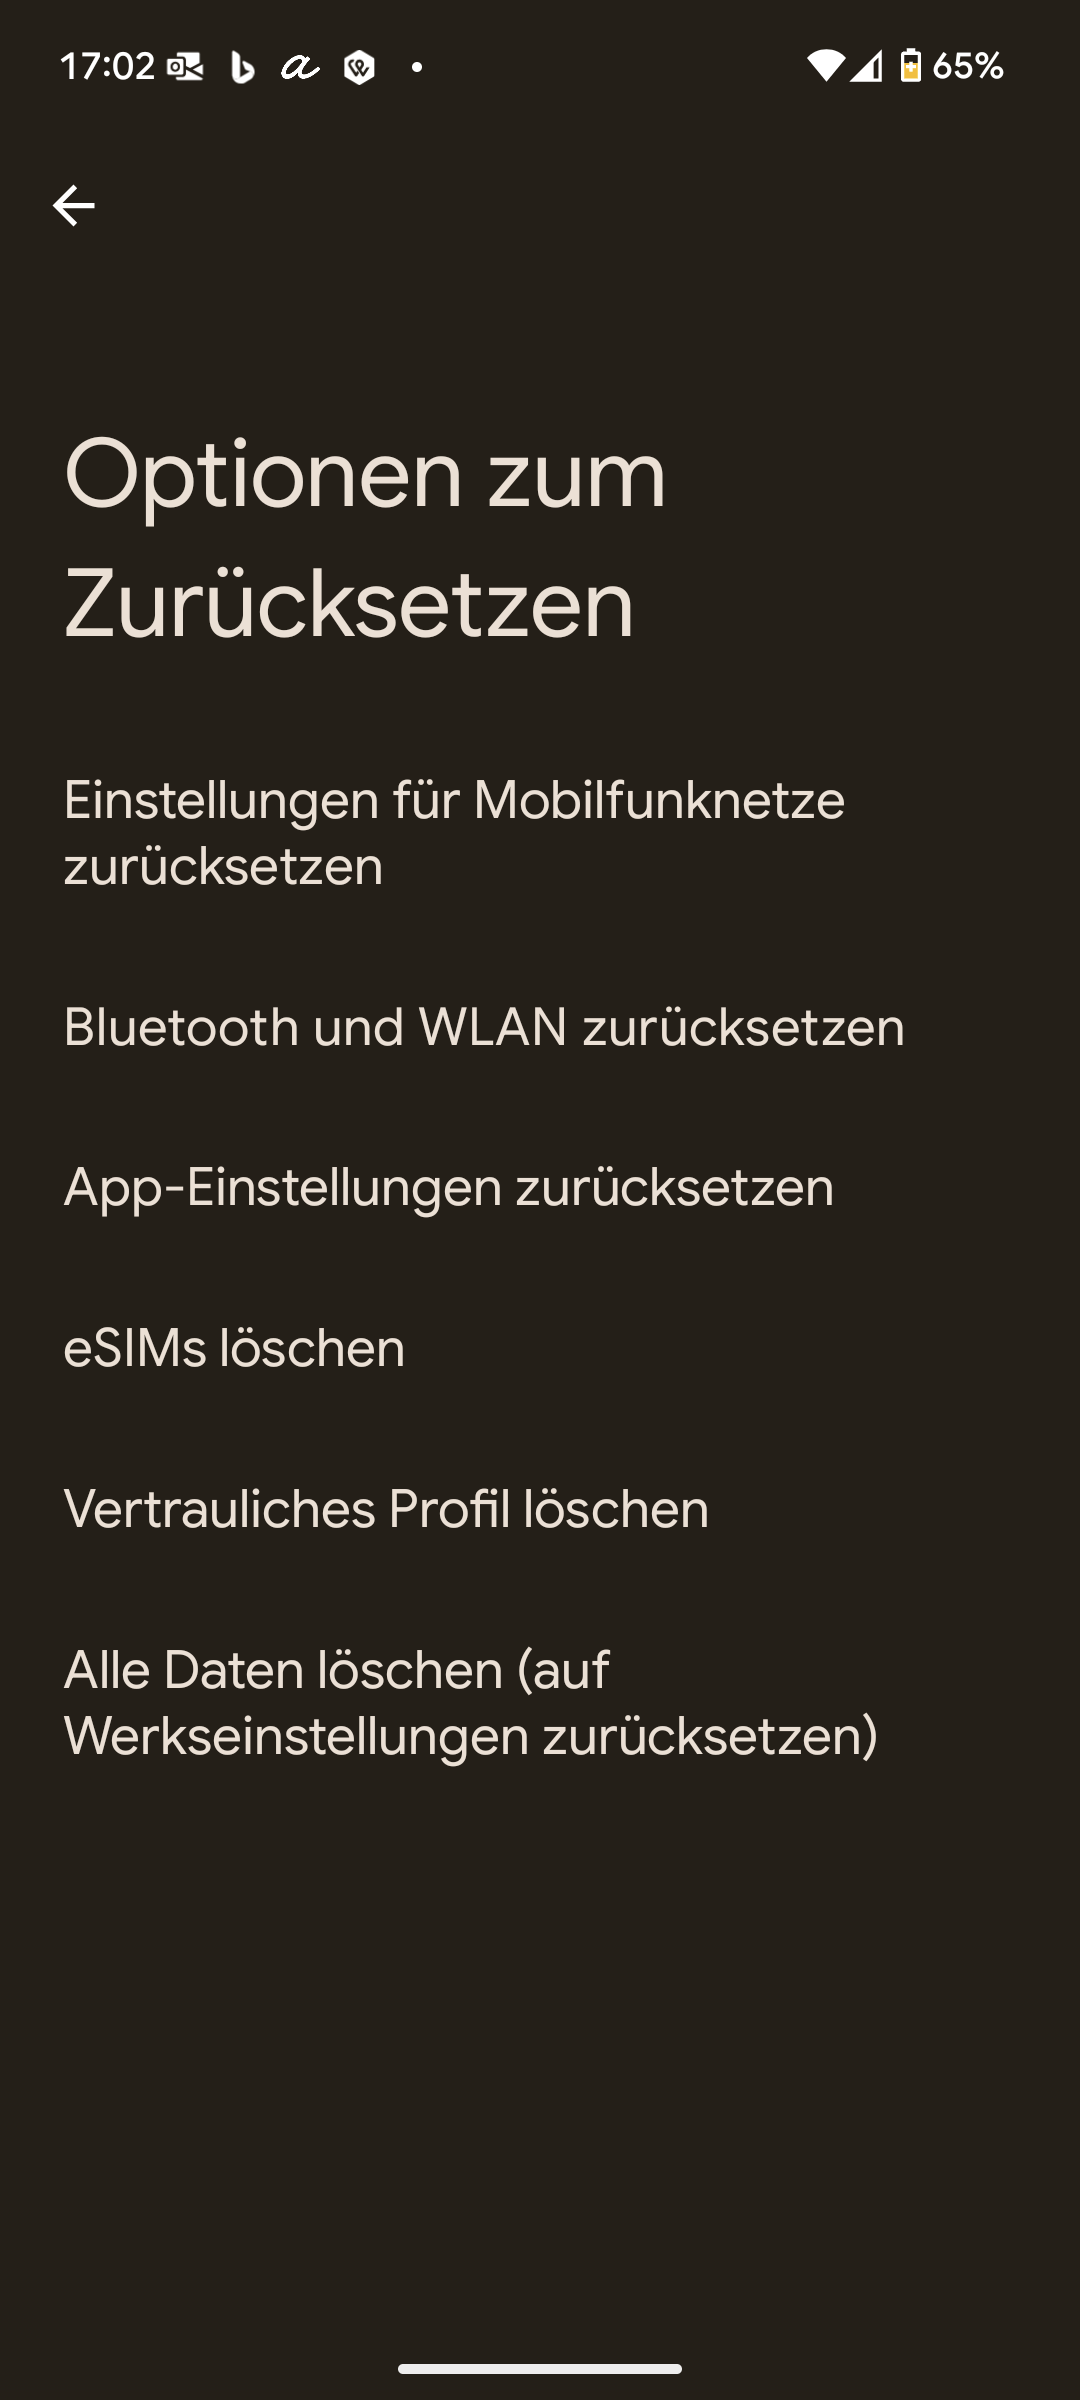 17:02 65%
Optionen zum
Zurücksetzen
Einstellungen für Mobilfunknetze
zurücksetzen
Bluetooth und WLAN zurücksetzen
App-Einstellungen zurücksetzen
eSIMs löschen
Vertrauliches Profil löschen
Alle Daten löschen (auf
Werkseinstellungen zurücksetzen)